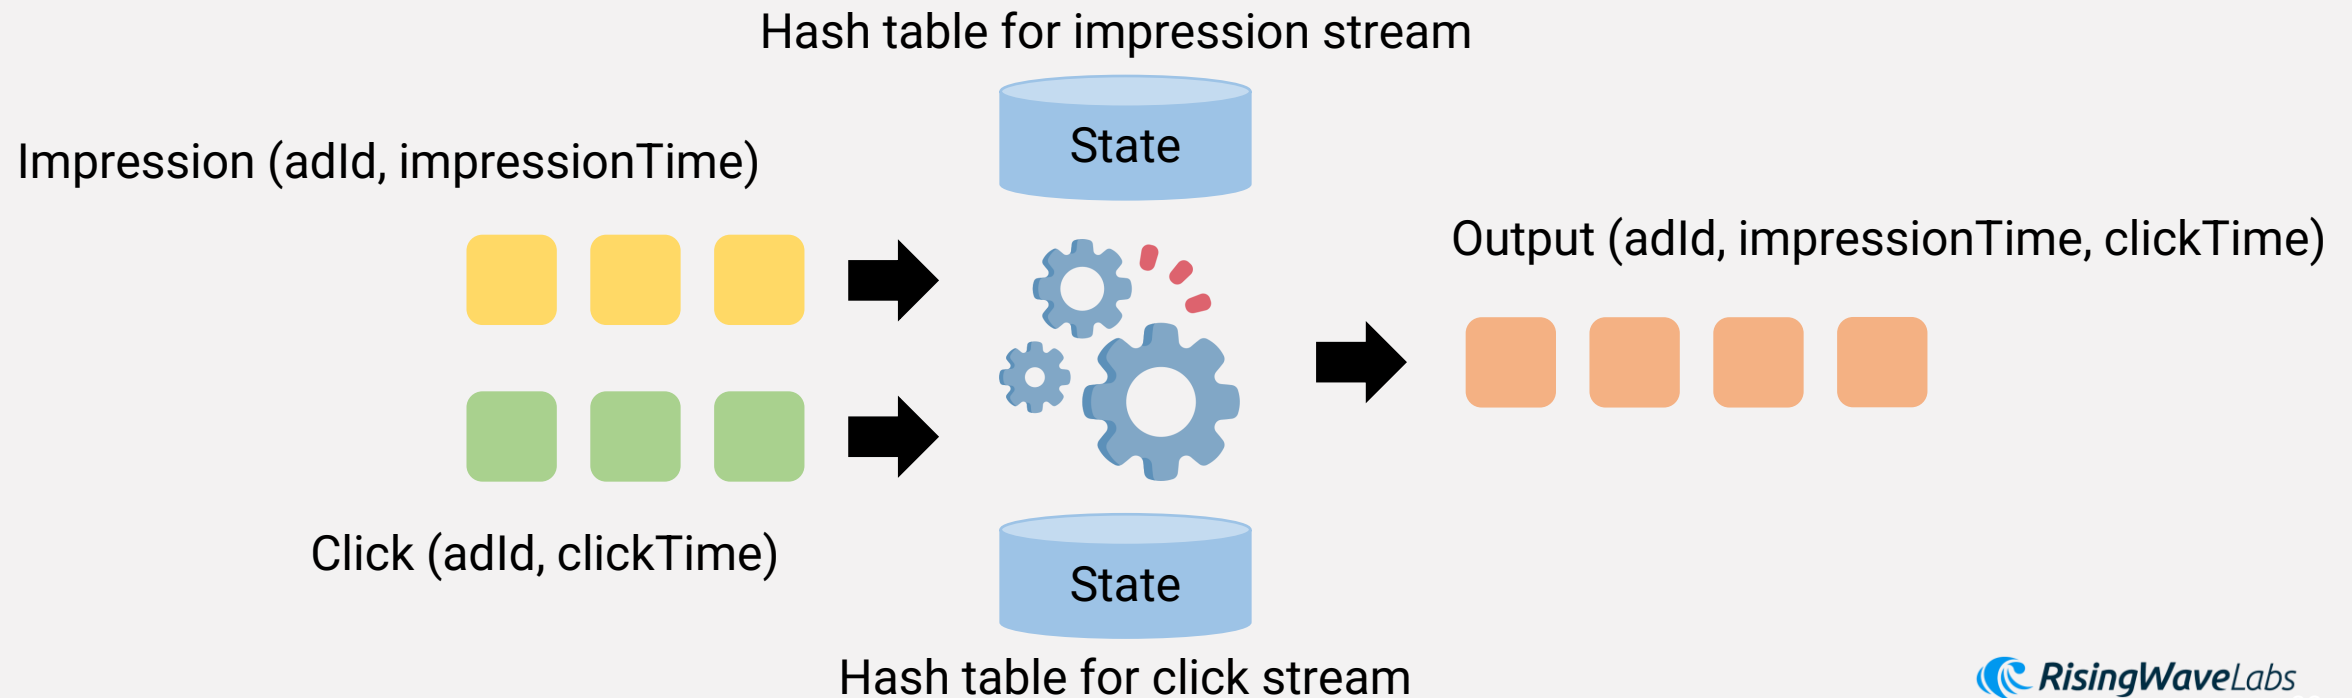 Hash table for impression stream
State
Impression (adId, impressionTime)
Output (adId, impressionTime, clickTime)
Click (adId, clickTime)
State
Hash table for click stream
RisingWaveLabs